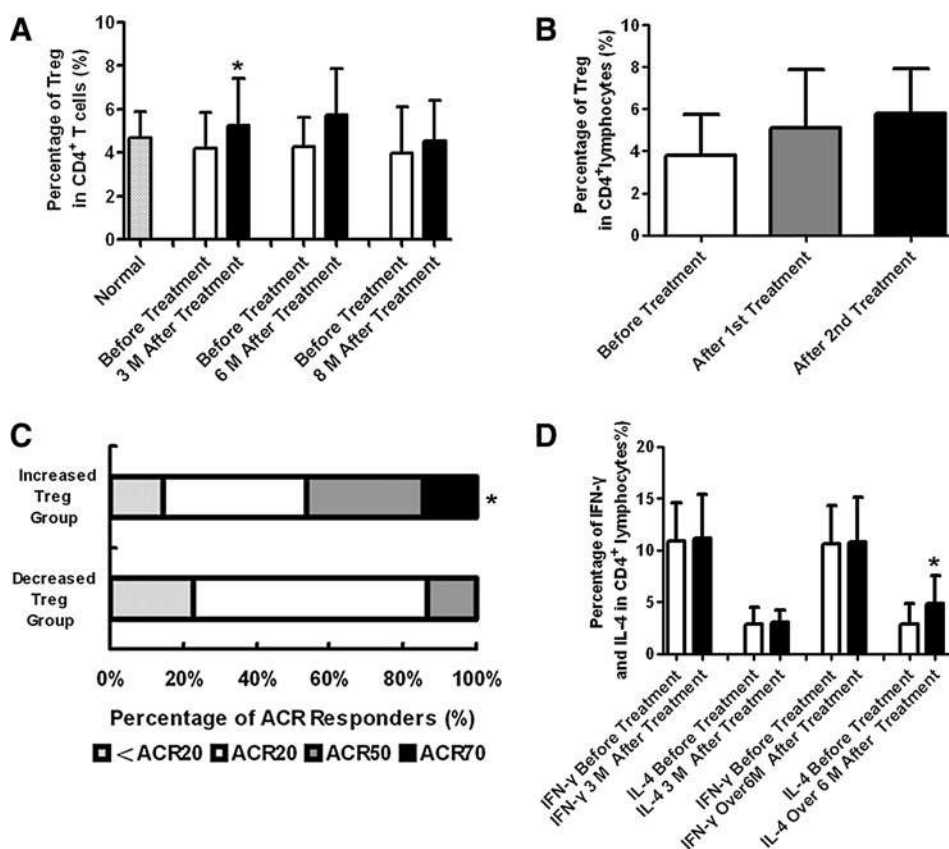 A
Percentage of Treg
in CD4⁺ T cells (%)
10
8
6
4
2
0
*
Normal
Before Treatment
3 M After Treatment
Before Treatment
6 M After Treatment
Before Treatment
8 M After Treatment
B
Percentage of Treg (%)
in CD4⁺lymphocytes
10
8
6
4
2
0
Before Treatment
After 1st Treatment
After 2nd Treatment
C
Increased
Treg
Group
*
Decreased
Treg
Group
0% 20% 40% 60% 80% 100%
Percentage of ACR Responders (%)
<ACR20 ACR20 ACR50 ACR70
D
Percentage of IFN-γ
and IL-4 in CD4⁺ lymphocytes%)
20
15
10
5
0
*
IFN-γ Before Treatment
IFN-γ 3 M After Treatment
IL-4 Before Treatment
IL-4 3 M After Treatment
IFN-γ Before Treatment
IFN-γ Over6M After Treatment
IL-4 Before Treatment
IL-4 Over 6 M After Treatment